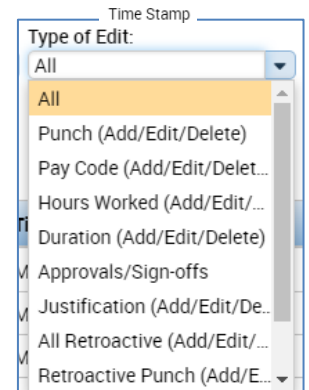 Time Stamp
Type of Edit:
All
All
Punch (Add/Edit/Delete)
Pay Code (Add/Edit/Delet...
Hours Worked (Add/Edit/...
Duration (Add/Edit/Delete)
Approvals/Sign-offs
Justification (Add/Edit/De...
All Retroactive (Add/Edit/...
Retroactive Punch (Add/E...